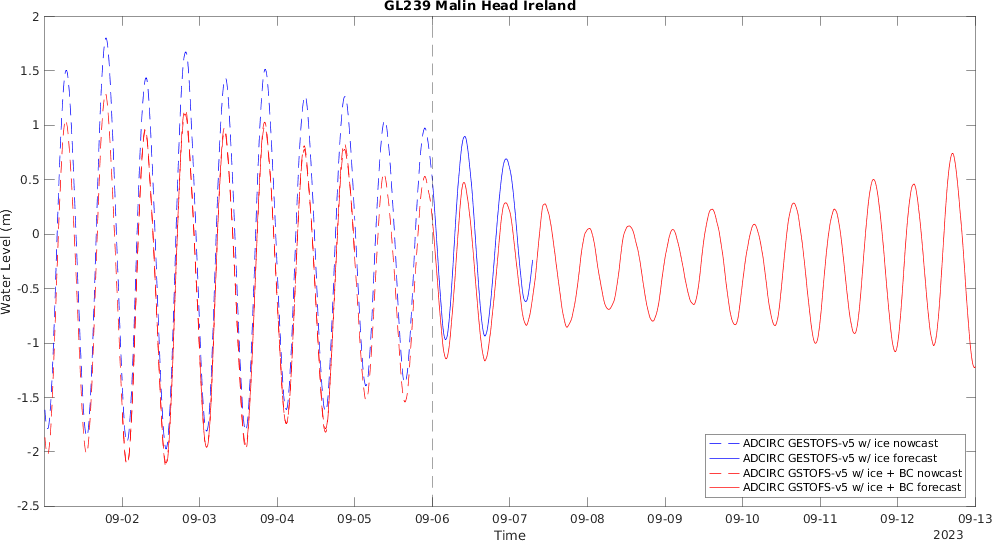 GL239 Malin Head Ireland
2
1.5
1
0.5
0
-0.5
-1
-1.5
-2
-2.5
Water Level (m)
ADCIRC GESTOFS-v5 w/ ice nowcast
ADCIRC GESTOFS-v5 w/ ice forecast
ADCIRC GSTOFS-v5 w/ ice + BC nowcast
ADCIRC GSTOFS-v5 w/ ice + BC forecast
09-02 09-03 09-04 09-05 09-06 09-07 09-08 09-09 09-10 09-11 09-12 09-13
Time 2023